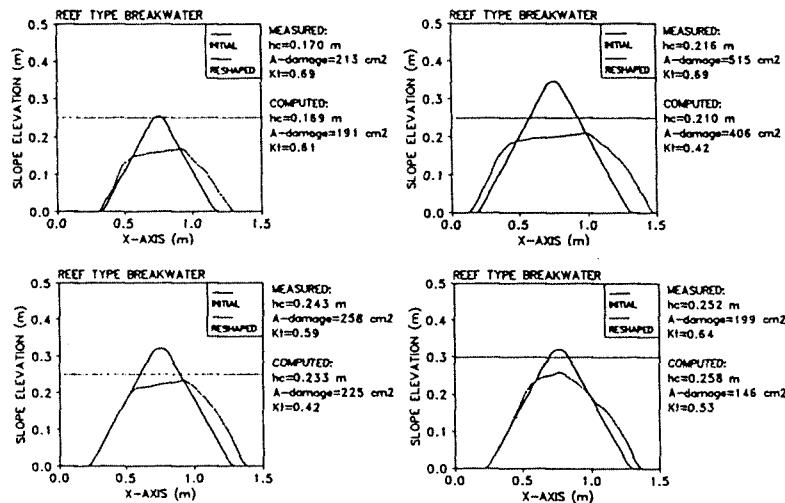 REEF TYPE BREAKWATER
0.5
0.4
0.3
0.2
0.1
0.0
SLOPE ELEVATION (m)
0.0 0.5 1.0 1.5
X-AXIS (m)
INITIAL
RESHAPED
MEASURED:
hc=0.170 m
A-damage=213 cm2
Kt=0.69
COMPUTED:
hc=0.169 m
A-damage=191 cm2
Kt=0.61
REEF TYPE BREAKWATER
0.5
0.4
0.3
0.2
0.1
0.0
SLOPE ELEVATION (m)
0.0 0.5 1.0 1.5
X-AXIS (m)
INITIAL
RESHAPED
MEASURED:
hc=0.216 m
A-damage=515 cm2
Kt=0.69
COMPUTED:
hc=0.210 m
A-damage=406 cm2
Kt=0.42
REEF TYPE BREAKWATER
0.5
0.4
0.3
0.2
0.1
0.0
SLOPE ELEVATION (m)
0.0 0.5 1.0 1.5
X-AXIS (m)
INITIAL
RESHAPED
MEASURED:
hc=0.243 m
A-damage=258 cm2
Kt=0.59
COMPUTED:
hc=0.233 m
A-damage=225 cm2
Kt=0.42
REEF TYPE BREAKWATER
0.5
0.4
0.3
0.2
0.1
0.0
SLOPE ELEVATION (m)
0.0 0.5 1.0 1.5
X-AXIS (m)
INITIAL
RESHAPED
MEASURED:
hc=0.252 m
A-damage=199 cm2
Kt=0.64
COMPUTED:
hc=0.258 m
A-damage=146 cm2
Kt=0.53